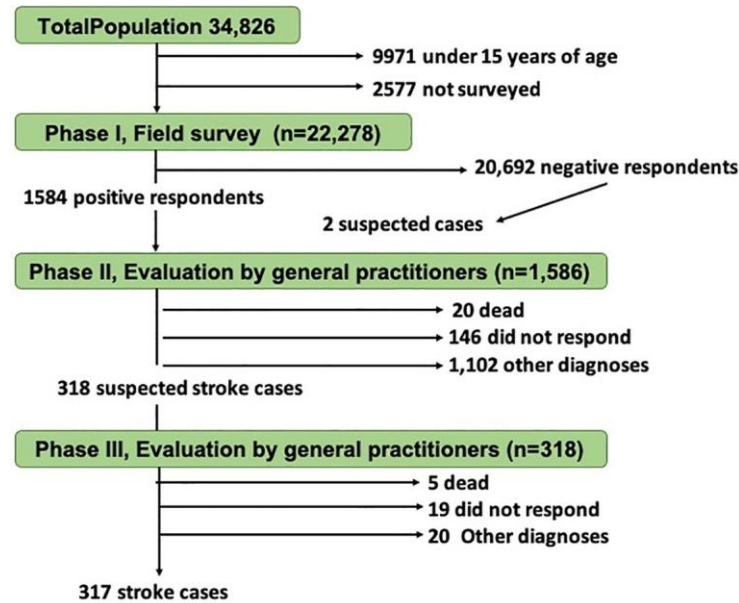 TotalPopulation 34,826
9971 under 15 years of age
2577 not surveyed
Phase I, Field survey (n=22,278)
20,692 negative respondents
1584 positive respondents
2 suspected cases
Phase II, Evaluation by general practitioners (n=1,586)
20 dead
146 did not respond
1,102 other diagnoses
318 suspected stroke cases
Phase III, Evaluation by general practitioners (n=318)
5 dead
19 did not respond
20 Other diagnoses
317 stroke cases